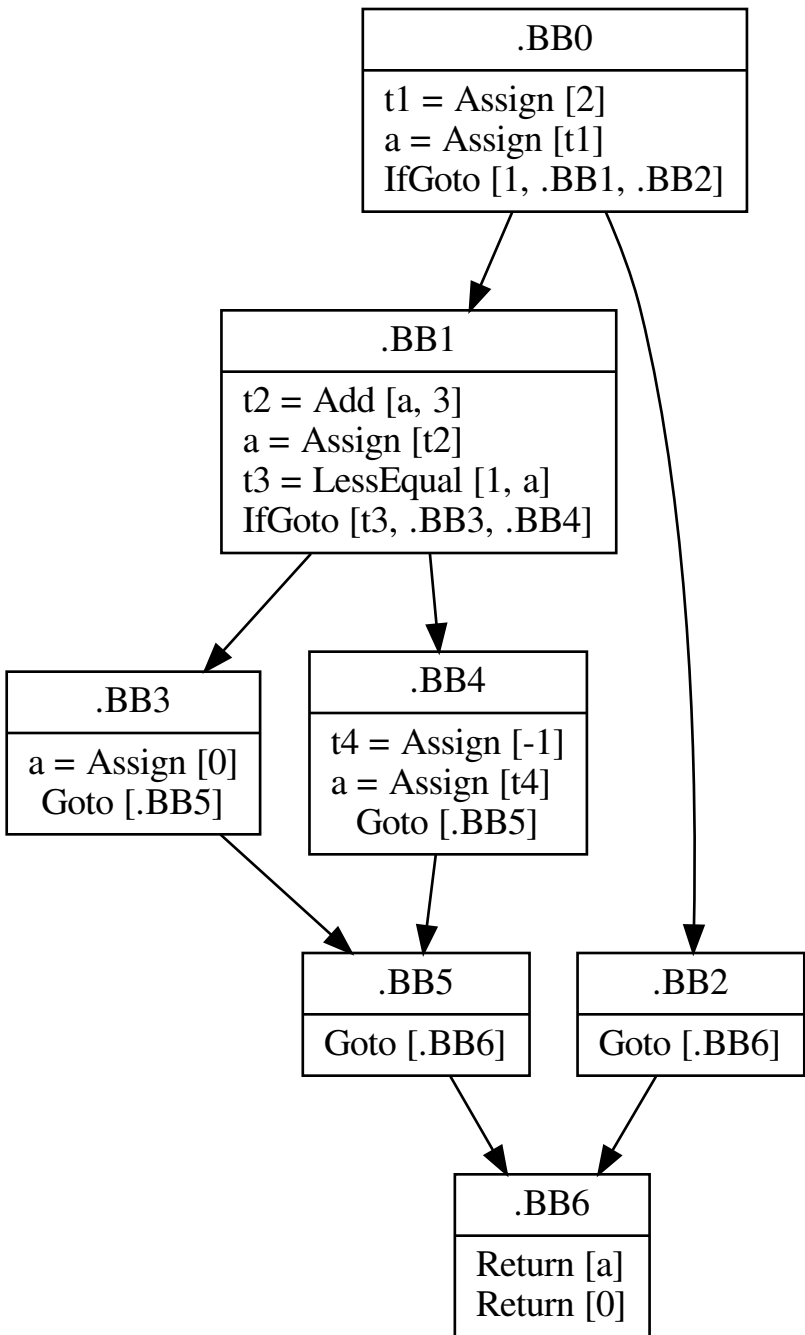 .BB0
t1 = Assign [2]
a = Assign [t1]
IfGoto [1, .BB1, .BB2]
.BB1
t2 = Add [a, 3]
a = Assign [t2]
t3 = LessEqual [1, a]
IfGoto [t3, .BB3, .BB4]
.BB3
a = Assign [0]
Goto [.BB5]
.BB4
t4 = Assign [-1]
a = Assign [t4]
Goto [.BB5]
.BB5
Goto [.BB6]
.BB2
Goto [.BB6]
.BB6
Return [a]
Return [0]